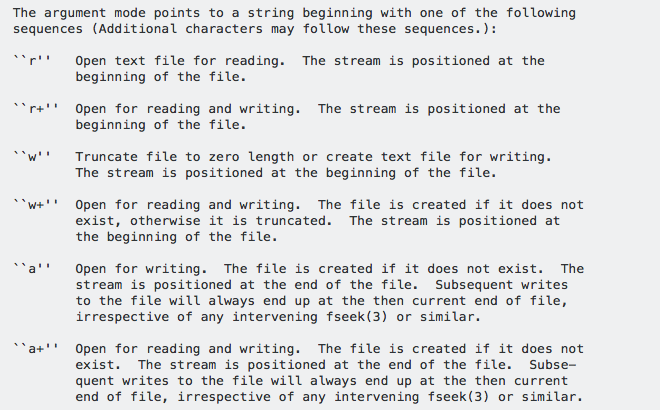 The argument mode points to a string beginning with one of the following
sequences (Additional characters may follow these sequences.):
``r'' Open text file for reading. The stream is positioned at the
beginning of the file.
``r+'' Open for reading and writing. The stream is positioned at the
beginning of the file.
``w'' Truncate file to zero length or create text file for writing.
The stream is positioned at the beginning of the file.
``w+'' Open for reading and writing. The file is created if it does not
exist, otherwise it is truncated. The stream is positioned at
the beginning of the file.
``a'' Open for writing. The file is created if it does not exist. The
stream is positioned at the end of the file. Subsequent writes
to the file will always end up at the then current end of file,
irrespective of any intervening fseek(3) or similar.
``a+'' Open for reading and writing. The file is created if it does not
exist. The stream is positioned at the end of the file. Subse-
quent writes to the file will always end up at the then current
end of file, irrespective of any intervening fseek(3) or similar.